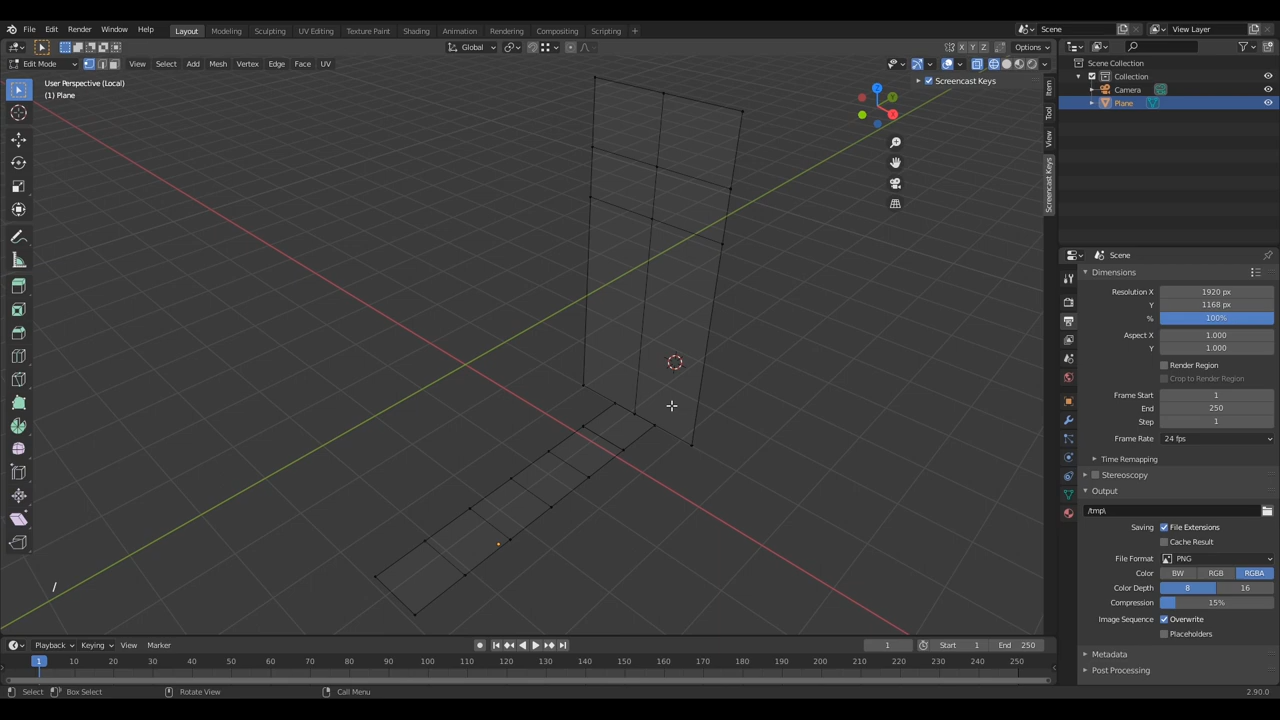 File Edit Render Window Help Layout Modeling Sculpting UV Editing Texture Paint Shading Animation Rendering Compositing Scripting + Scene View Layer
Global X Y Z Options
Edit Mode View Select Add Mesh Vertex Edge Face UV
Scene Collection
Collection
Camera
Plane
User Perspective (Local)
(1) Plane
Screencast Keys
Z
Y
X
Item
Tool
View
Screencast Keys
/
Scene
Dimensions
Resolution X 1920 px
Y 1168 px
% 100%
Aspect X 1.000
Y 1.000
Render Region
Crop to Render Region
Frame Start 1
End 250
Step 1
Frame Rate 24 fps
Time Remapping
Stereoscopy
Output
/tmp\
Saving File Extensions
Cache Result
File Format PNG
Color BW RGB RGBA
Color Depth 8 16
Compression 15%
Image Sequence Overwrite
Placeholders
Metadata
Post Processing
Playback Keying View Marker 1 Start 1 End 250
1 10 20 30 40 50 60 70 80 90 100 110 120 130 140 150 160 170 180 190 200 210 220 230 240 250
Select Box Select Rotate View Call Menu 2.90.0